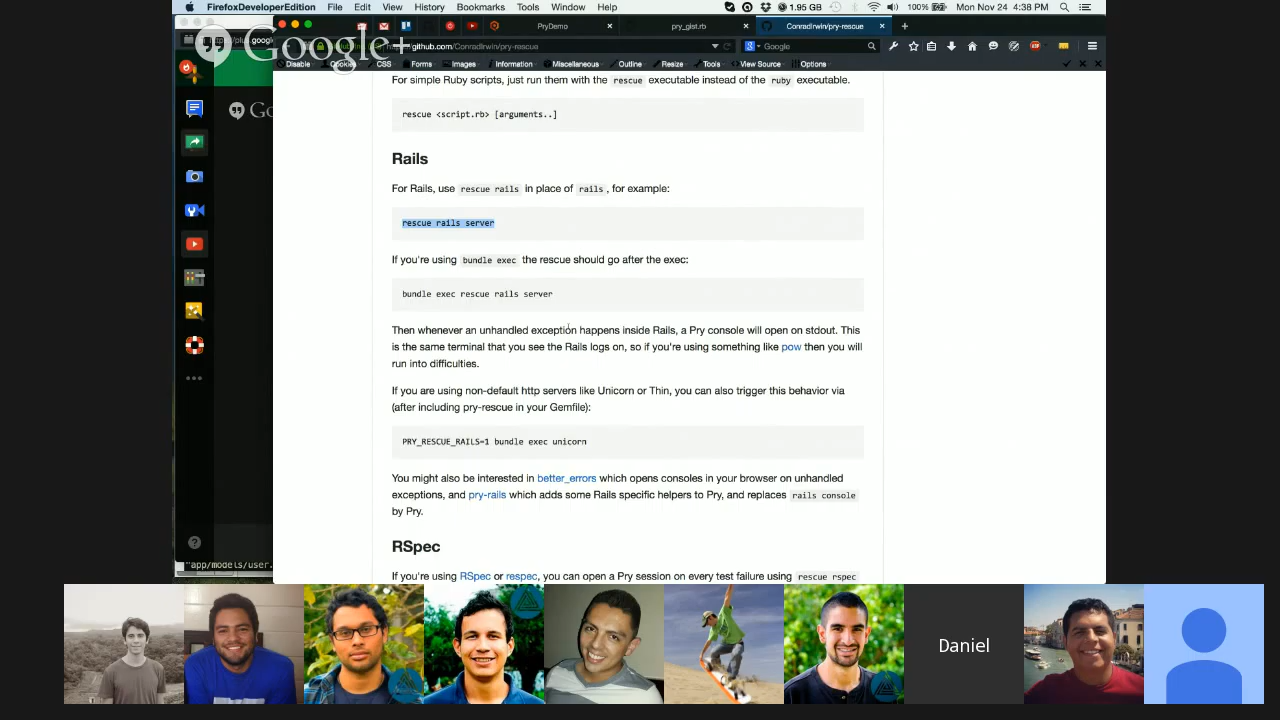 FirefoxDeveloperEdition File Edit View History Bookmarks Tools Window Help 1.95 GB 100% Mon Nov 24 4:38 PM
PryDemo × pry_gist.rb × ConradIrwin/pry-rescue × +
Google+
github.com/ConradIrwin/pry-rescue Google
Disable Cookies CSS Forms Images Information Miscellaneous Outline Resize Tools View Source Options
For simple Ruby scripts, just run them with the rescue executable instead of the ruby executable.
rescue <script.rb> [arguments..]
Rails
For Rails, use rescue rails in place of rails, for example:
rescue rails server
If you're using bundle exec the rescue should go after the exec:
bundle exec rescue rails server
Then whenever an unhandled exception happens inside Rails, a Pry console will open on stdout. This
is the same terminal that you see the Rails logs on, so if you're using something like pow then you will
run into difficulties.
If you are using non-default http servers like Unicorn or Thin, you can also trigger this behavior via
(after including pry-rescue in your Gemfile):
PRY_RESCUE_RAILS=1 bundle exec unicorn
You might also be interested in better_errors which opens consoles in your browser on unhandled
exceptions, and pry-rails which adds some Rails specific helpers to Pry, and replaces rails console
by Pry.
RSpec
If you're using RSpec or respec, you can open a Pry session on every test failure using rescue rspec
"app/models/user.
Daniel